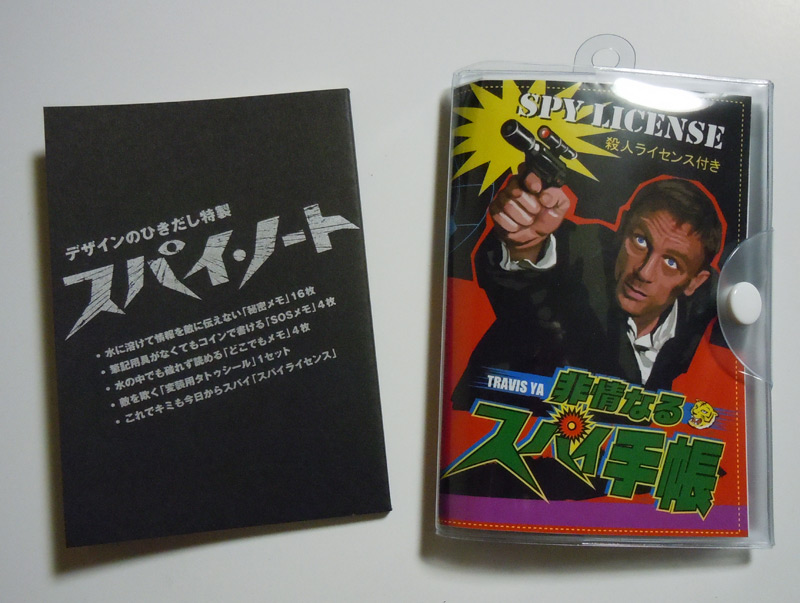 デザインのひきだし特製
スパイ・ノート
・水に溶けて情報を敵に伝えない「秘密メモ」16枚
・筆記用具がなくてもコインで書ける「SOSメモ」4枚
・水の中でも破れず読める「どこでもメモ」4枚
・敵を欺く「変装用タトゥシール」1セット
・これでキミも今日からスパイ「スパイライセンス」
SPY LICENSE
殺人ライセンス付き
TRAVIS YA
非情なる
スパイ手帳